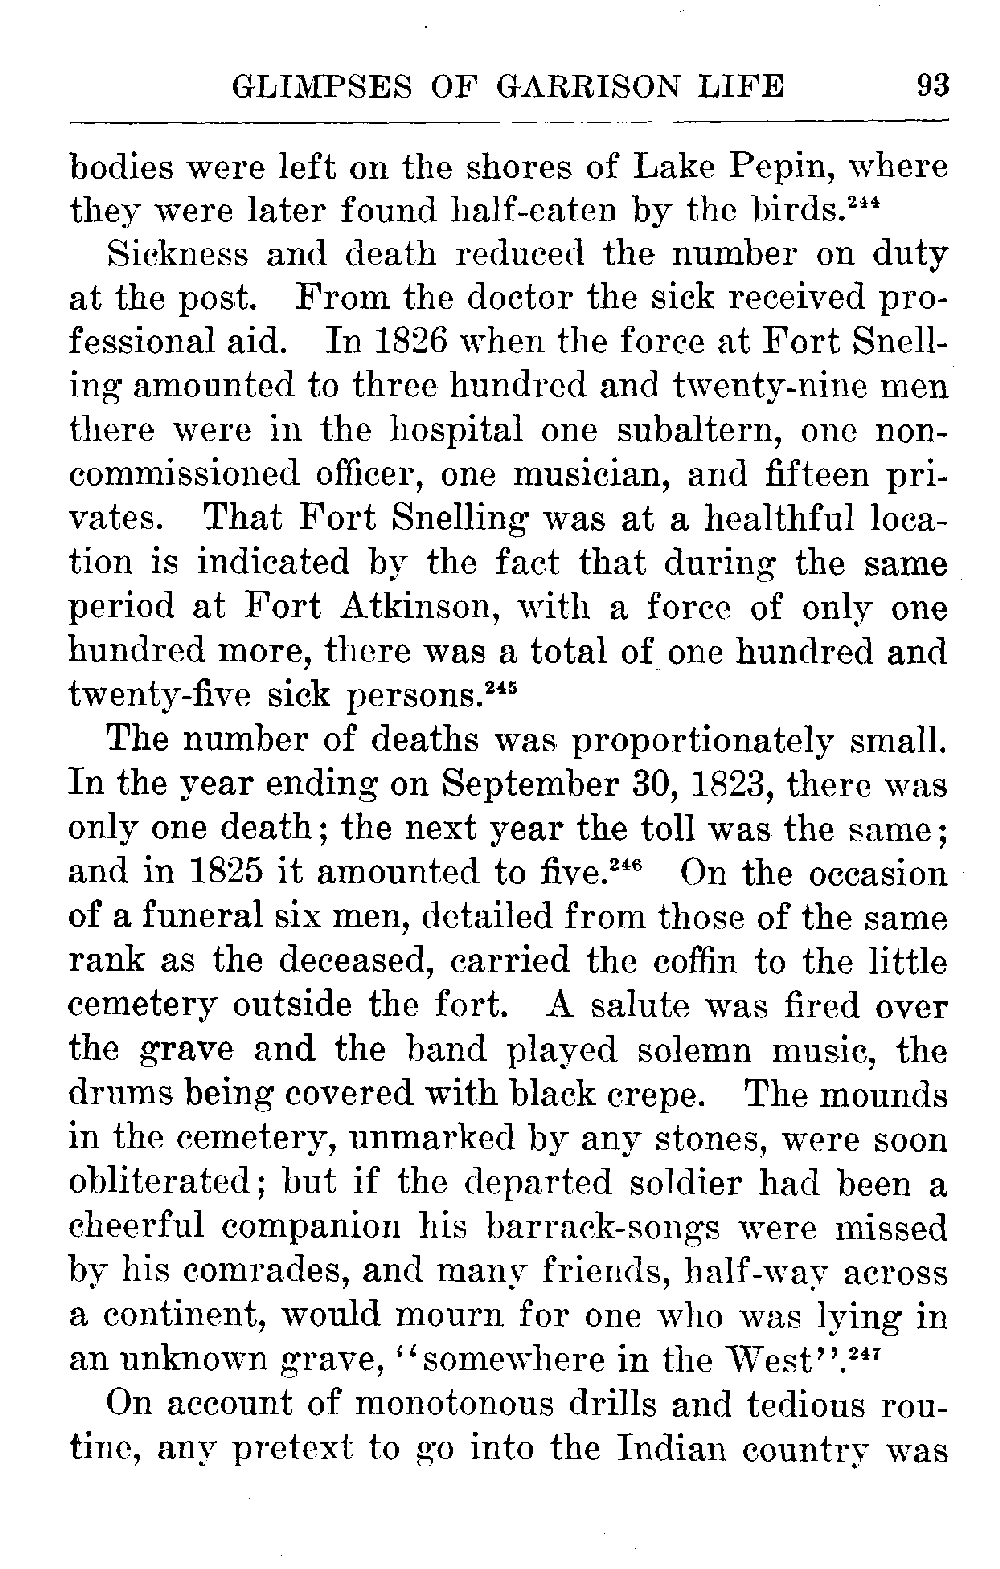 GLIMPSES OF GARRISON LIFE 93
bodies were left on the shores of Lake Pepin, where
they were later found half-eaten by the birds.²⁴⁴
Sickness and death reduced the number on duty
at the post. From the doctor the sick received pro-
fessional aid. In 1826 when the force at Fort Snell-
ing amounted to three hundred and twenty-nine men
there were in the hospital one subaltern, one non-
commissioned officer, one musician, and fifteen pri-
vates. That Fort Snelling was at a healthful loca-
tion is indicated by the fact that during the same
period at Fort Atkinson, with a force of only one
hundred more, there was a total of one hundred and
twenty-five sick persons.²⁴⁵
The number of deaths was proportionately small.
In the year ending on September 30, 1823, there was
only one death; the next year the toll was the same;
and in 1825 it amounted to five.²⁴⁶ On the occasion
of a funeral six men, detailed from those of the same
rank as the deceased, carried the coffin to the little
cemetery outside the fort. A salute was fired over
the grave and the band played solemn music, the
drums being covered with black crepe. The mounds
in the cemetery, unmarked by any stones, were soon
obliterated; but if the departed soldier had been a
cheerful companion his barrack-songs were missed
by his comrades, and many friends, half-way across
a continent, would mourn for one who was lying in
an unknown grave, "somewhere in the West".²⁴⁷
On account of monotonous drills and tedious rou-
tine, any pretext to go into the Indian country was